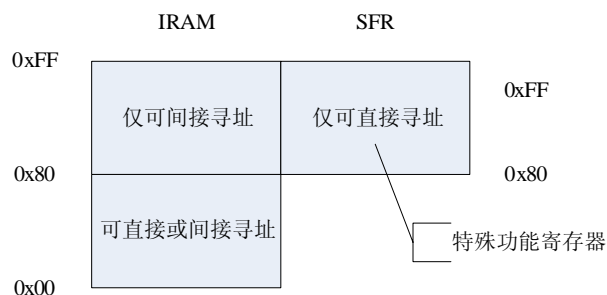 IRAM SFR
0xFF
0xFF
仅可间接寻址 仅可直接寻址
0x80 0x80
可直接或间接寻址 特殊功能寄存器
0x00